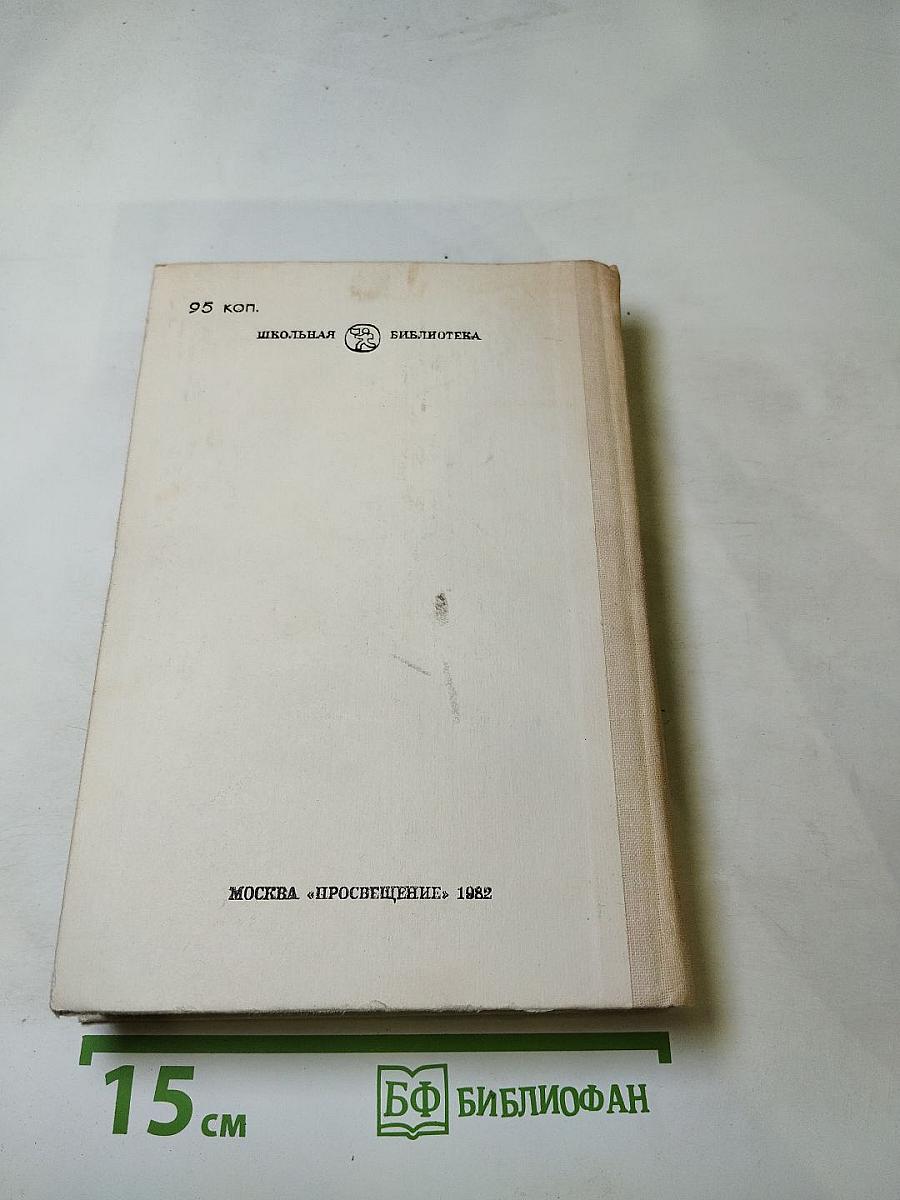 95 коп.
ШКОЛЬНАЯ БИБЛИОТЕКА
МОСКВА «ПРОСВЕЩЕНИЕ» 1982
15 см
БФ БИБЛИОФАН